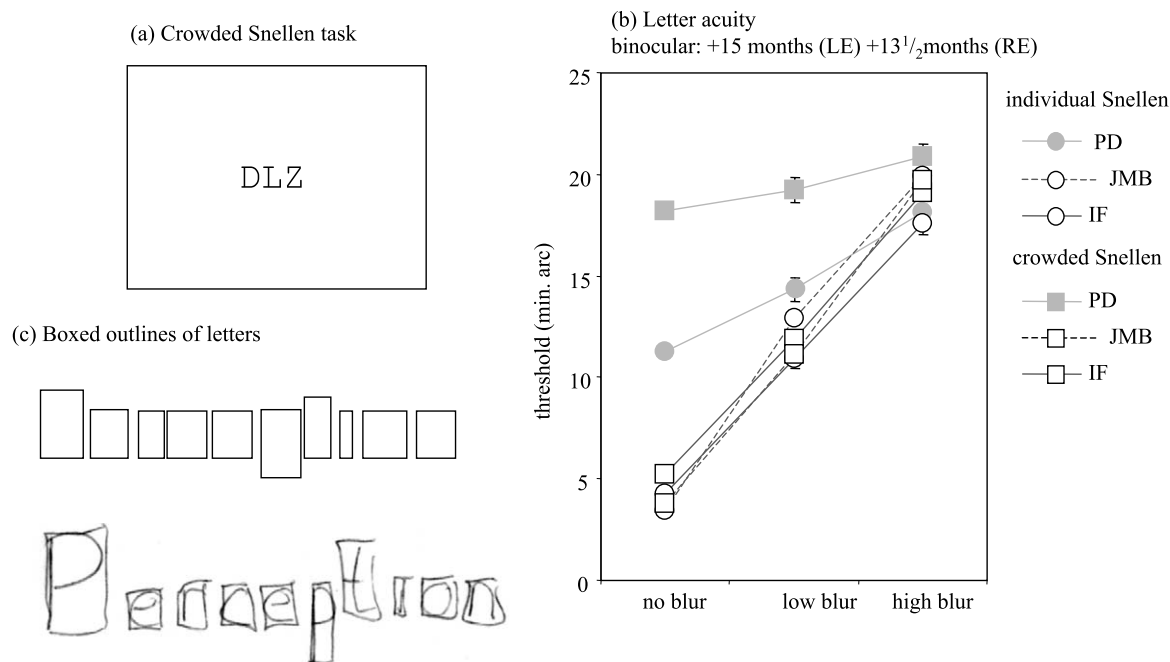 (a) Crowded Snellen task
DLZ
(b) Letter acuity
binocular: +15 months (LE) +13 1/2 months (RE)
25
20
15
10
5
0
threshold (min. arc)
no blur low blur high blur
individual Snellen
PD
JMB
IF
crowded Snellen
PD
JMB
IF
(c) Boxed outlines of letters
Perception